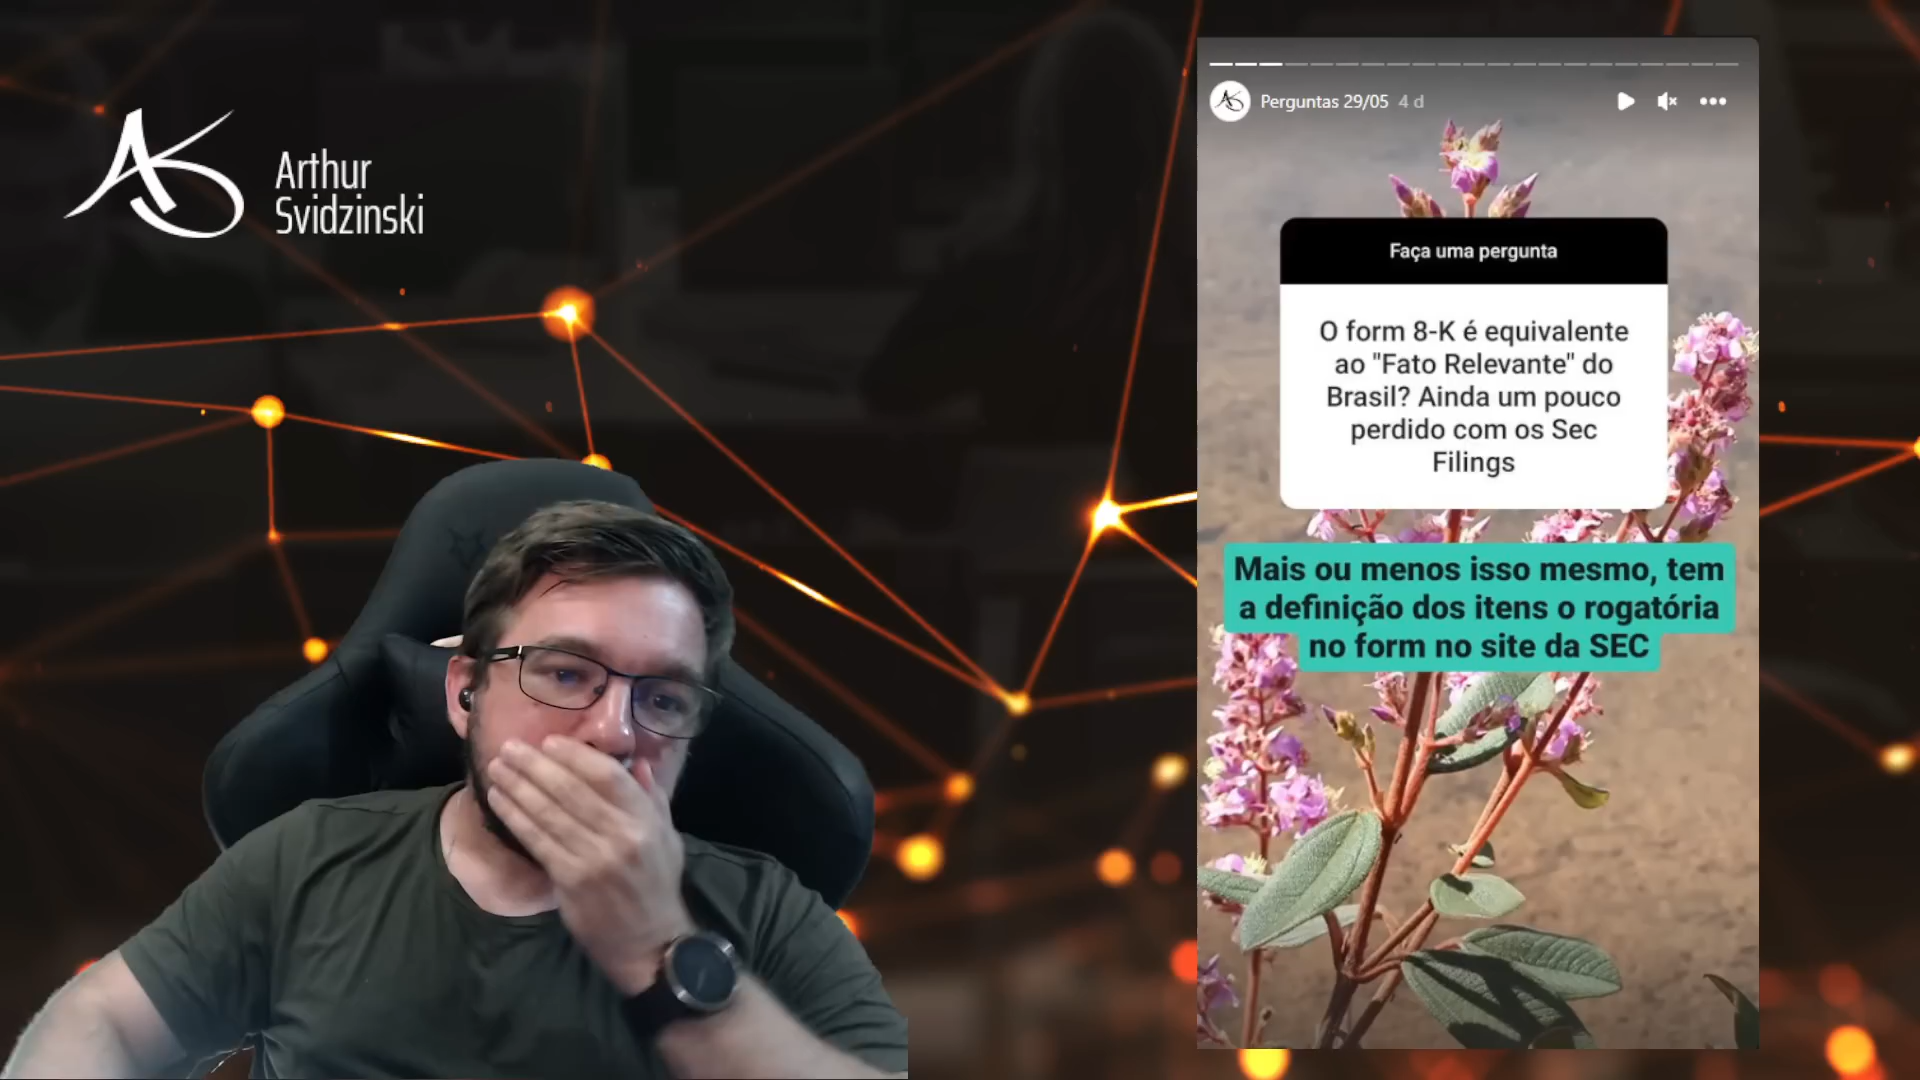 Arthur
Svidzinski
Perguntas 29/05 4 d
Faça uma pergunta
O form 8-K é equivalente
ao "Fato Relevante" do
Brasil? Ainda um pouco
perdido com os Sec
Filings
Mais ou menos isso mesmo, tem
a definição dos itens o rogatória
no form no site da SEC